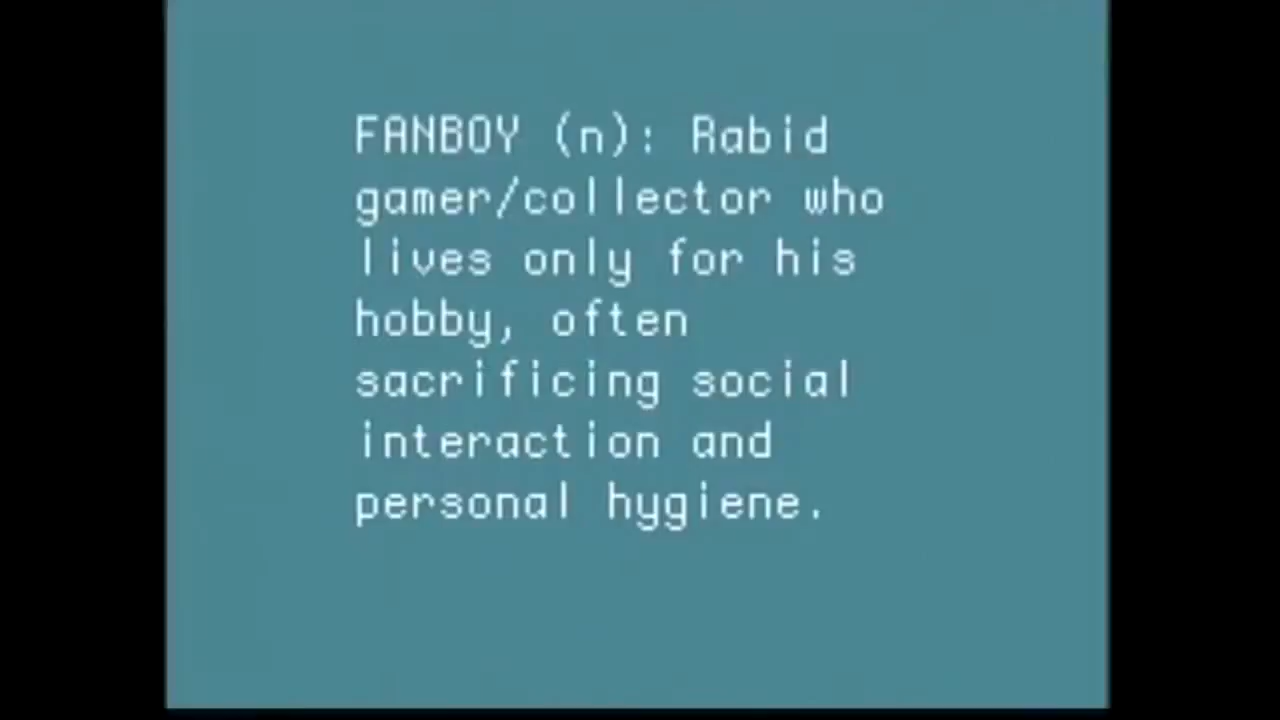 FANBOY (n): Rabid
gamer/collector who
lives only for his
hobby, often
sacrificing social
interaction and
personal hygiene.